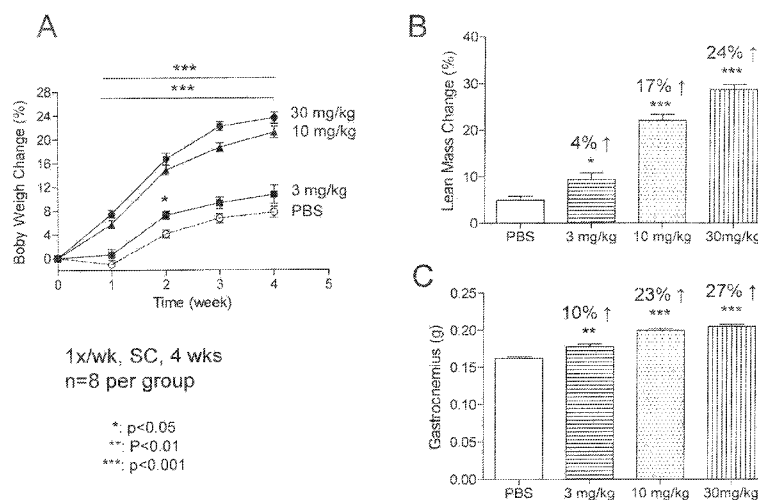 A
***
***
Boby Weigh Change (%)
28
24
20
16
12
8
4
0
*
30 mg/kg
10 mg/kg
3 mg/kg
PBS
0 1 2 3 4 5
Time (week)
1x/wk, SC, 4 wks
n=8 per group
*: p<0.05
**: P<0.01
***: p<0.001
B
Lean Mass Change (%)
40
30
20
10
0
4% ↑
*
17% ↑
***
24% ↑
***
PBS 3 mg/kg 10 mg/kg 30mg/kg
C
Gastrocnemius (g)
0.25
0.20
0.15
0.10
0.05
0.00
10% ↑
**
23% ↑
***
27% ↑
***
PBS 3 mg/kg 10 mg/kg 30mg/kg